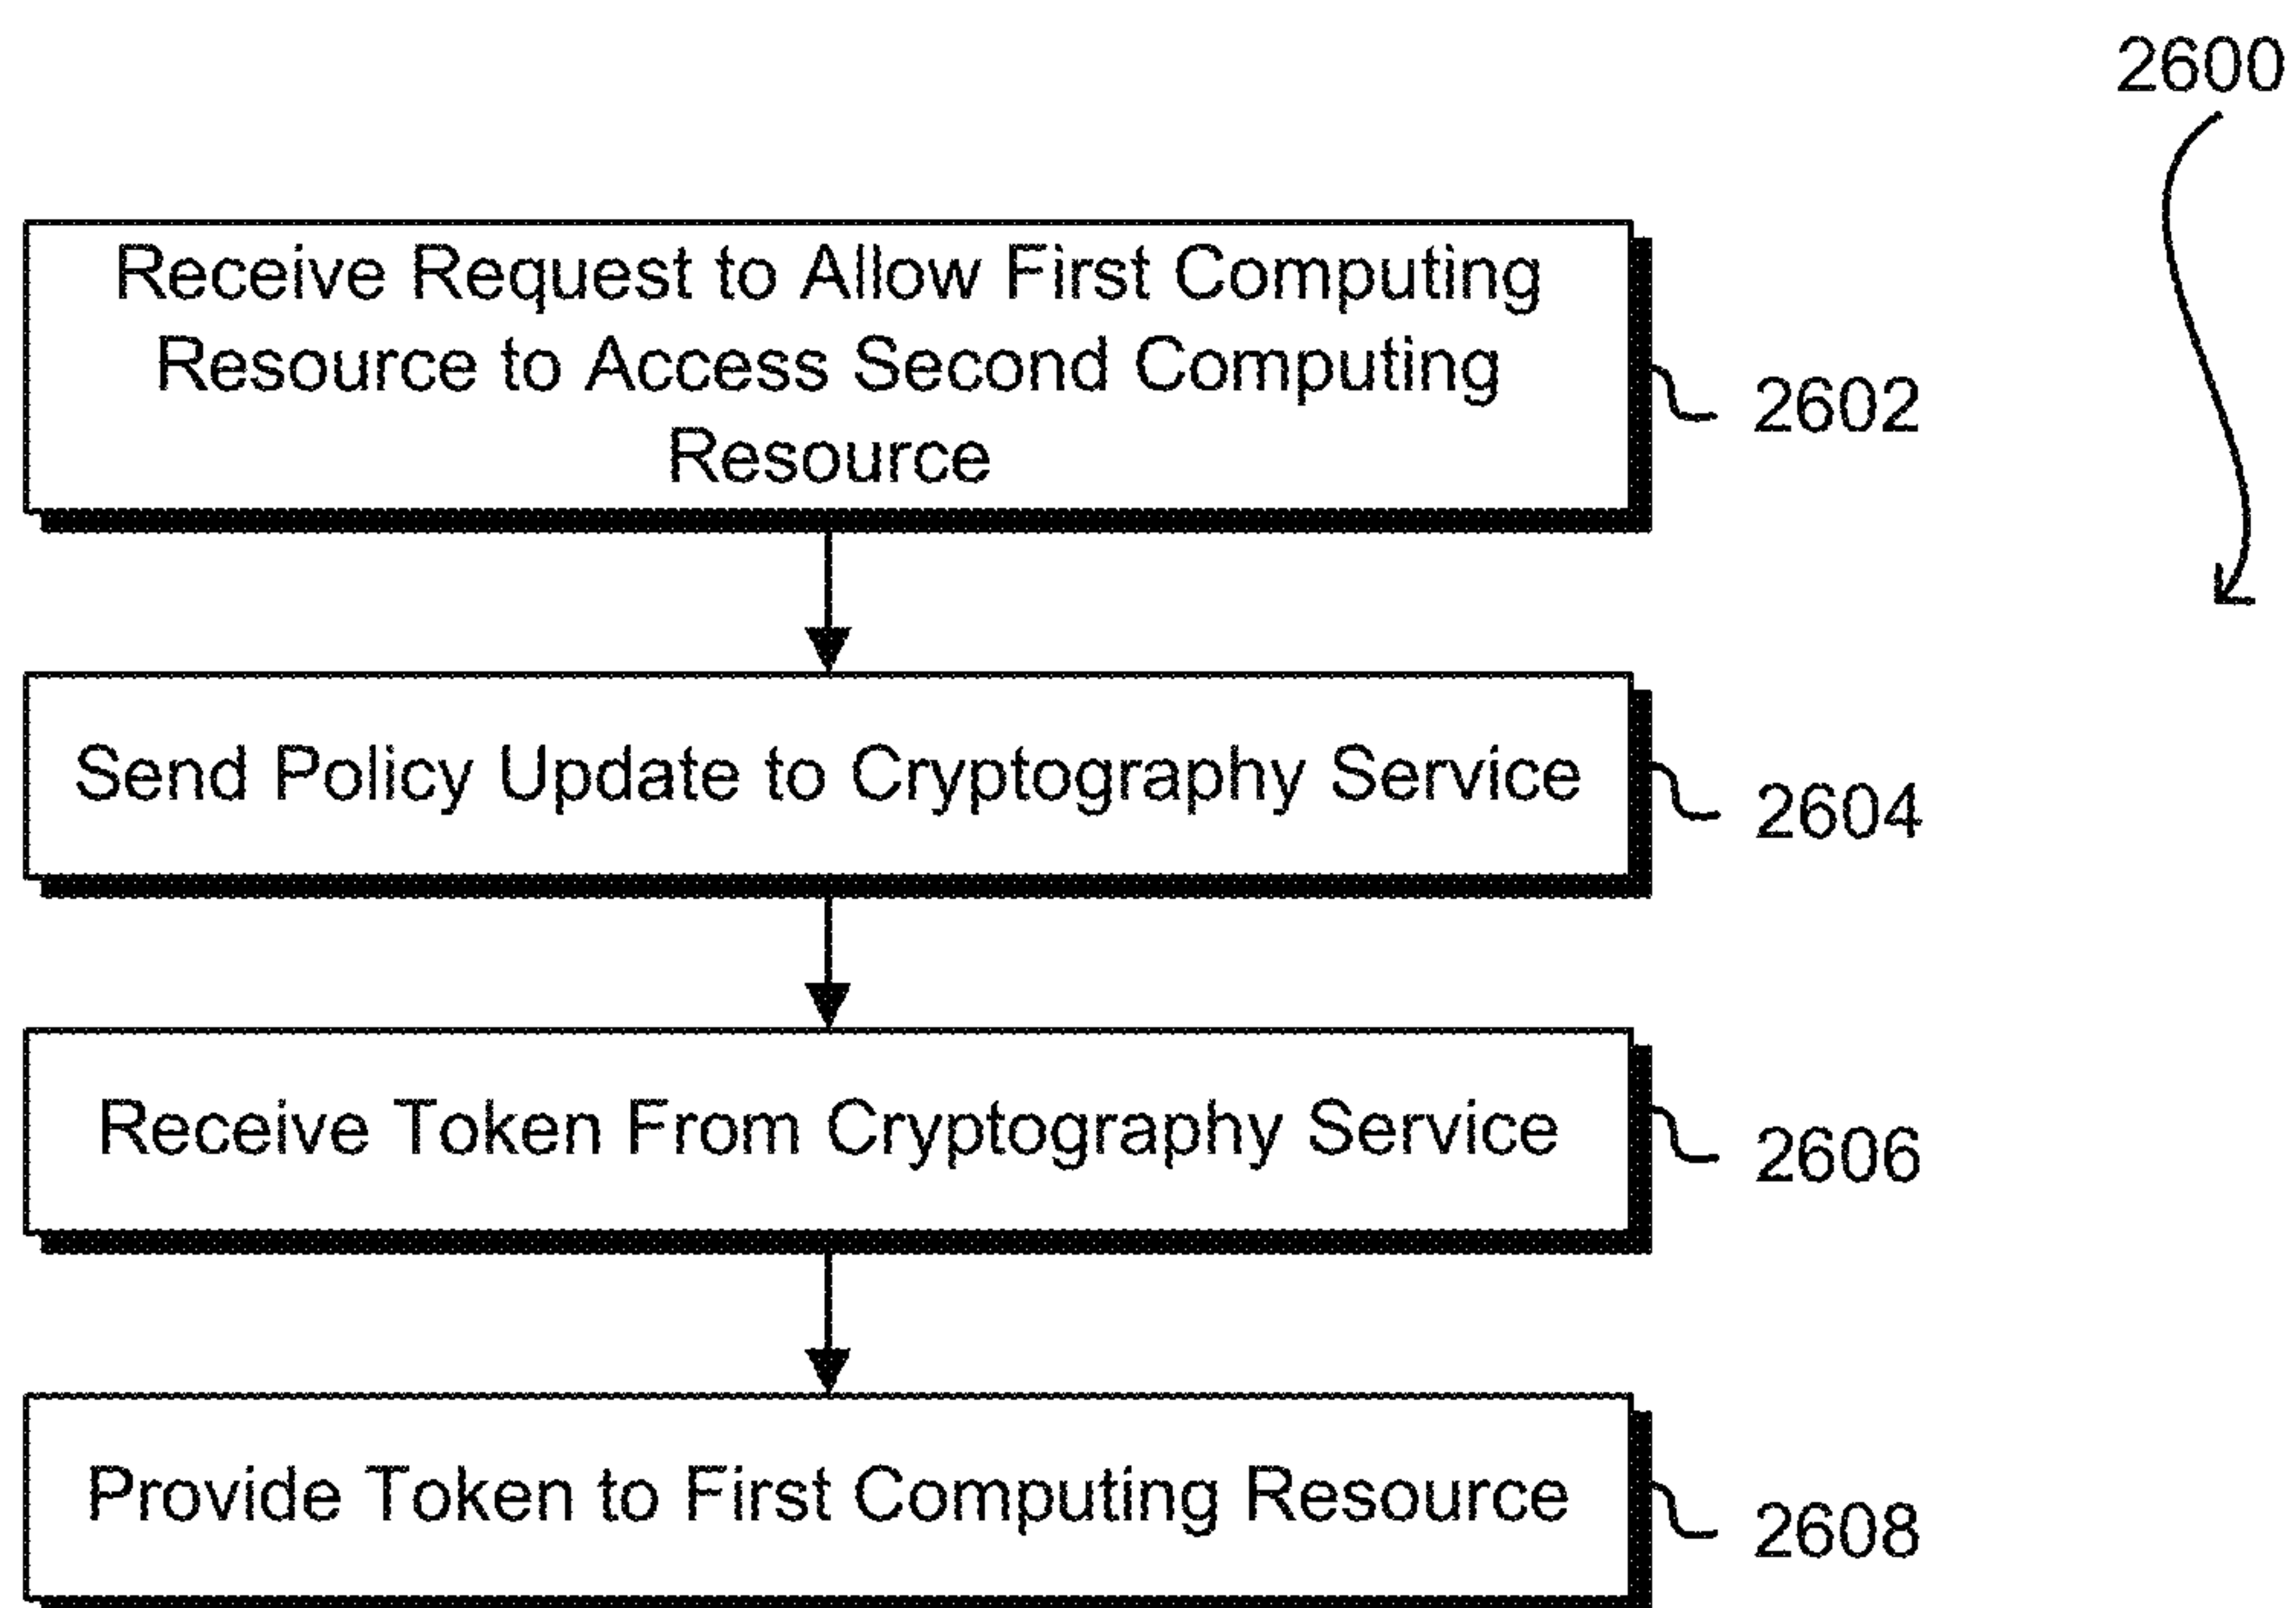 2600
Receive Request to Allow First Computing
Resource to Access Second Computing
Resource
2602
Send Policy Update to Cryptography Service
2604
Receive Token From Cryptography Service
2606
Provide Token to First Computing Resource
2608